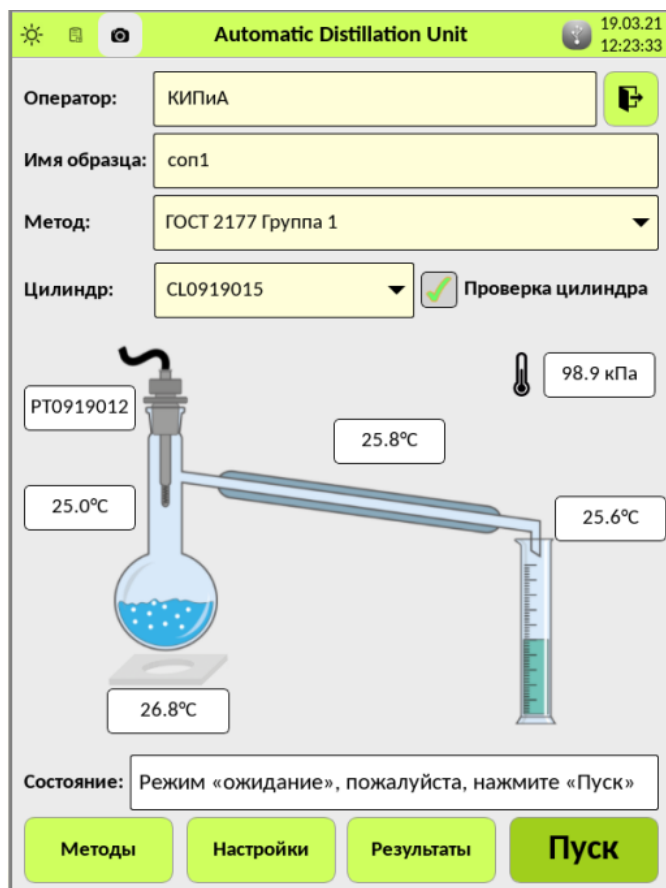 Automatic Distillation Unit
19.03.21
12:23:33
Оператор: КИПиА
Имя образца: соп1
Метод: ГОСТ 2177 Группа 1
Цилиндр: CL0919015 Проверка цилиндра
98.9 кПа
PT0919012
25.8°C
25.0°C
25.6°C
26.8°C
Состояние: Режим «ожидание», пожалуйста, нажмите «Пуск»
Методы Настройки Результаты Пуск